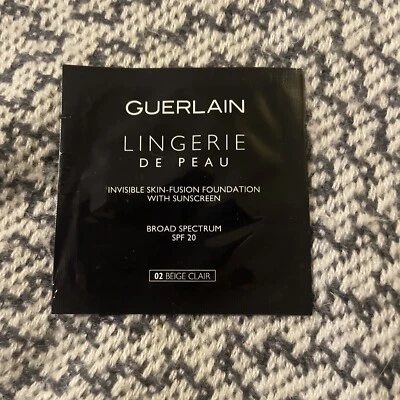 GUERLAIN
LINGERIE
DE PEAU
INVISIBLE SKIN-FUSION FOUNDATION
WITH SUNSCREEN
BROAD SPECTRUM
SPF 20
02 BEIGE CLAIR